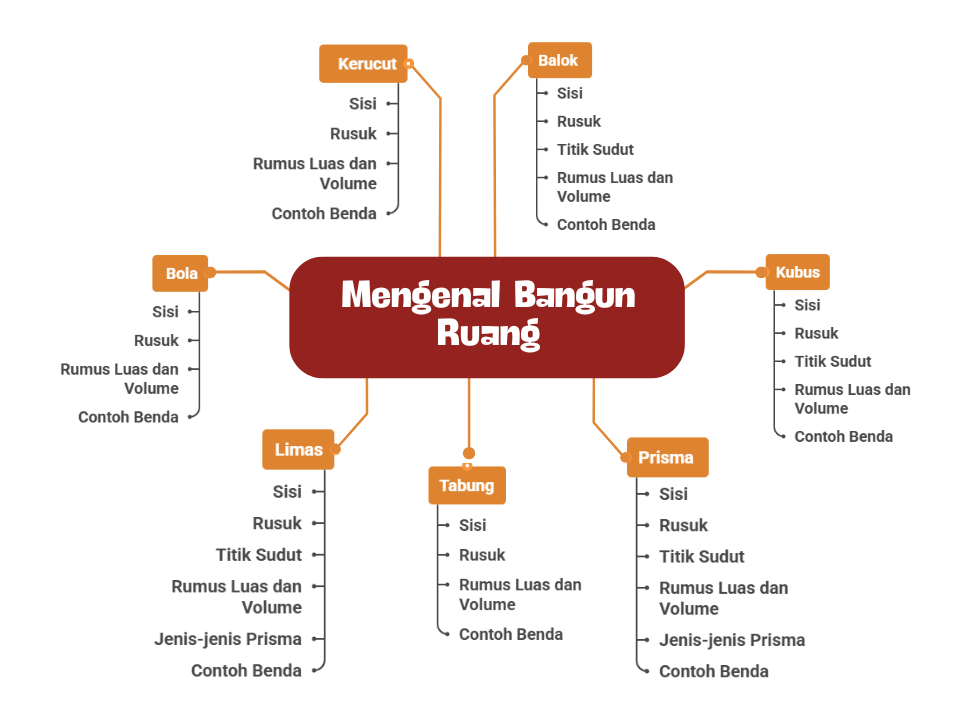 Kerucut
Sisi
Rusuk
Rumus Luas dan
Volume
Contoh Benda
Balok
Sisi
Rusuk
Titik Sudut
Rumus Luas dan
Volume
Contoh Benda
Bola
Sisi
Rusuk
Rumus Luas dan
Volume
Contoh Benda
Mengenal Bangun
Ruang
Kubus
Sisi
Rusuk
Titik Sudut
Rumus Luas dan
Volume
Contoh Benda
Limas
Sisi
Rusuk
Titik Sudut
Rumus Luas dan
Volume
Jenis-jenis Prisma
Contoh Benda
Tabung
Sisi
Rusuk
Rumus Luas dan
Volume
Contoh Benda
Prisma
Sisi
Rusuk
Titik Sudut
Rumus Luas dan
Volume
Jenis-jenis Prisma
Contoh Benda